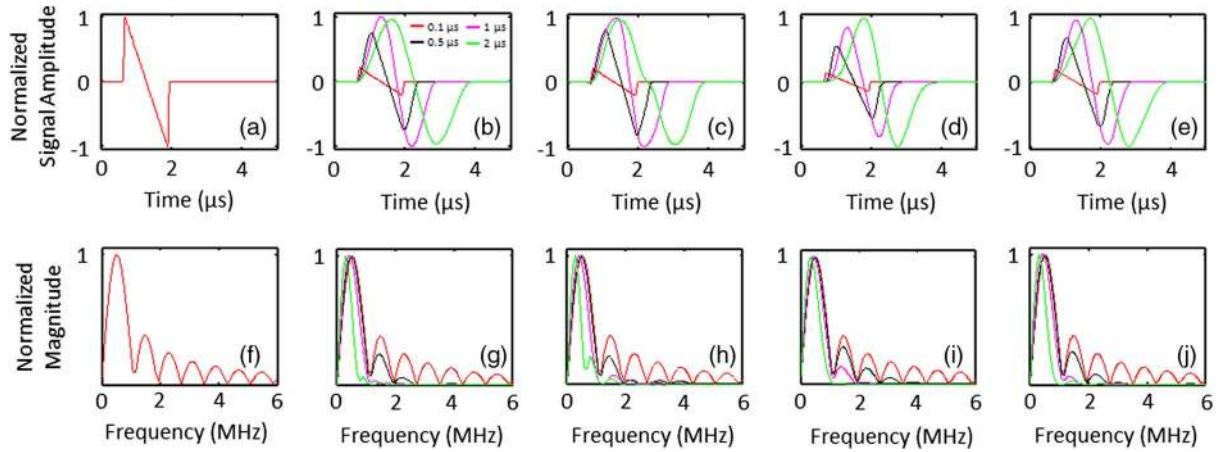 Normalized
Signal Amplitude
1
0
-1
(a)
0 2 4
Time (µs)
1
0
-1
0.1 µs 1 µs
0.5 µs 2 µs
(b)
0 2 4
Time (µs)
1
0
-1
(c)
0 2 4
Time (µs)
1
0
-1
(d)
0 2 4
Time (µs)
1
0
-1
(e)
0 2 4
Time (µs)
Normalized
Magnitude
1
(f)
0 2 4 6
Frequency (MHz)
1
(g)
0 2 4 6
Frequency (MHz)
1
(h)
0 2 4 6
Frequency (MHz)
1
(i)
0 2 4 6
Frequency (MHz)
1
(j)
0 2 4 6
Frequency (MHz)